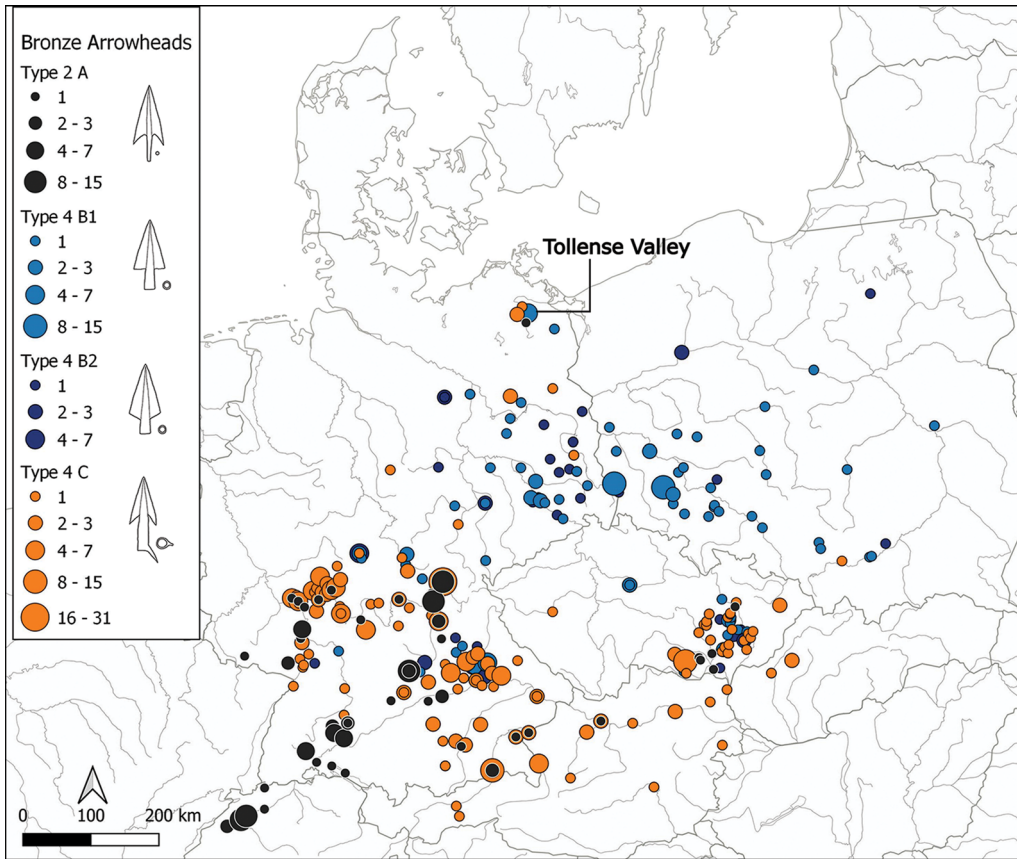 Bronze Arrowheads
Type 2 A
1
2 - 3
4 - 7
8 - 15
Type 4 B1
1
2 - 3
4 - 7
8 - 15
Type 4 B2
1
2 - 3
4 - 7
Type 4 C
1
2 - 3
4 - 7
8 - 15
16 - 31
Tollense Valley
0 100 200 km